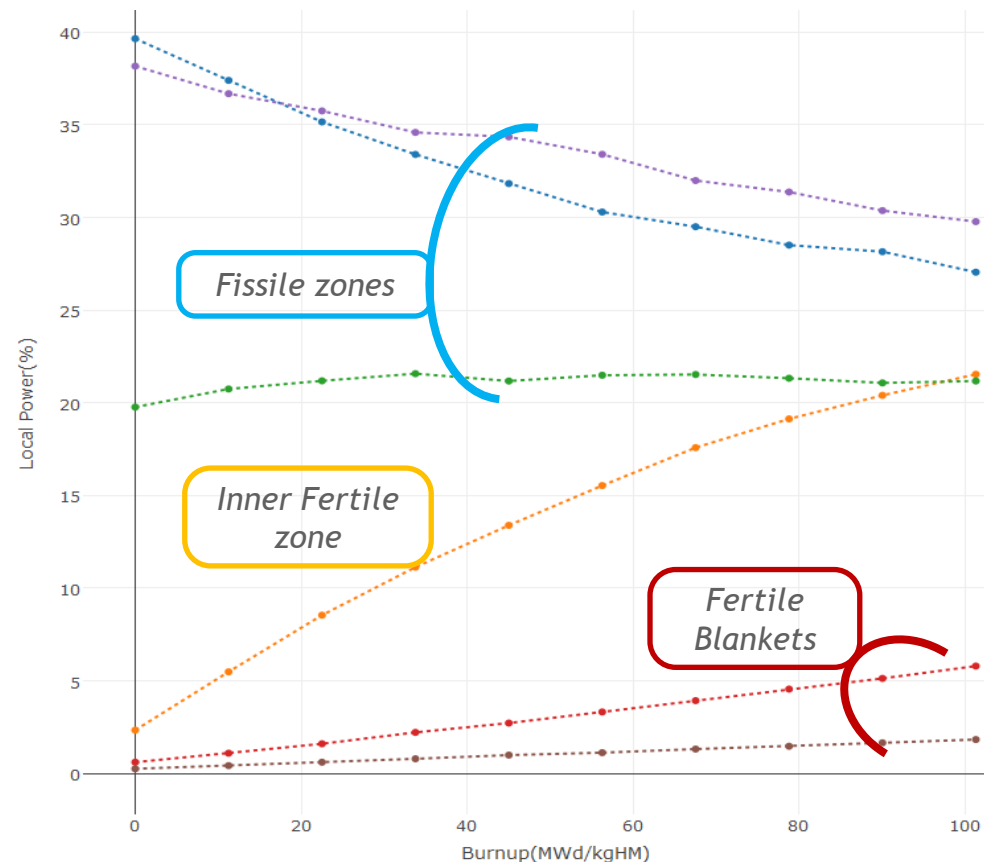 40
35
30
25
20
15
10
5
0
Local Power(%)
Fissile zones
Inner Fertile
zone
Fertile
Blankets
0
20
40
60
80
100
Burnup(MWd/kgHM)